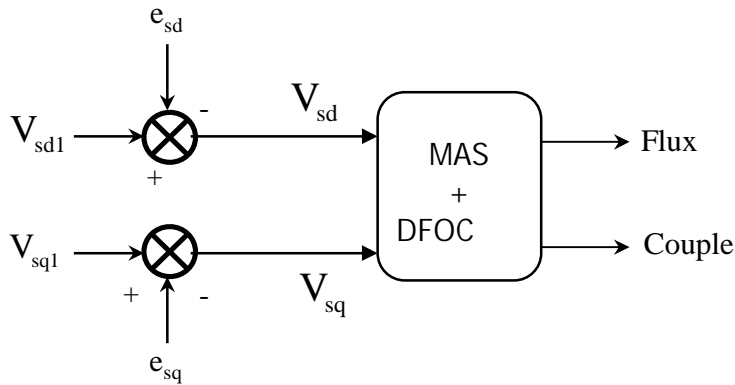 e_sd
-
V_sd1
+
V_sd
MAS
+
DFOC
Flux
V_sq1
+
-
V_sq
Couple
e_sq